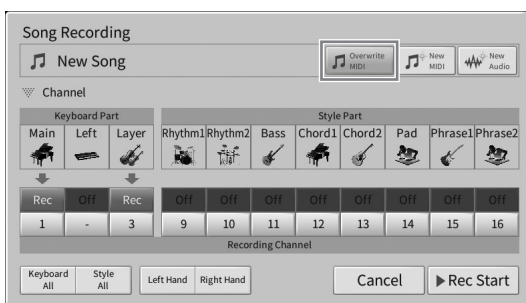 Song Recording
New Song
Overwrite
MIDI
New
MIDI
New
Audio
Channel
Keyboard Part
Style Part
Main Left Layer Rhythm1 Rhythm2 Bass Chord1 Chord2 Pad Phrase1 Phrase2
Rec Off Rec Off Off Off Off Off Off Off Off
1 - 3 9 10 11 12 13 14 15 16
Recording Channel
Keyboard
All
Style
All
Left Hand Right Hand
Cancel
Rec Start